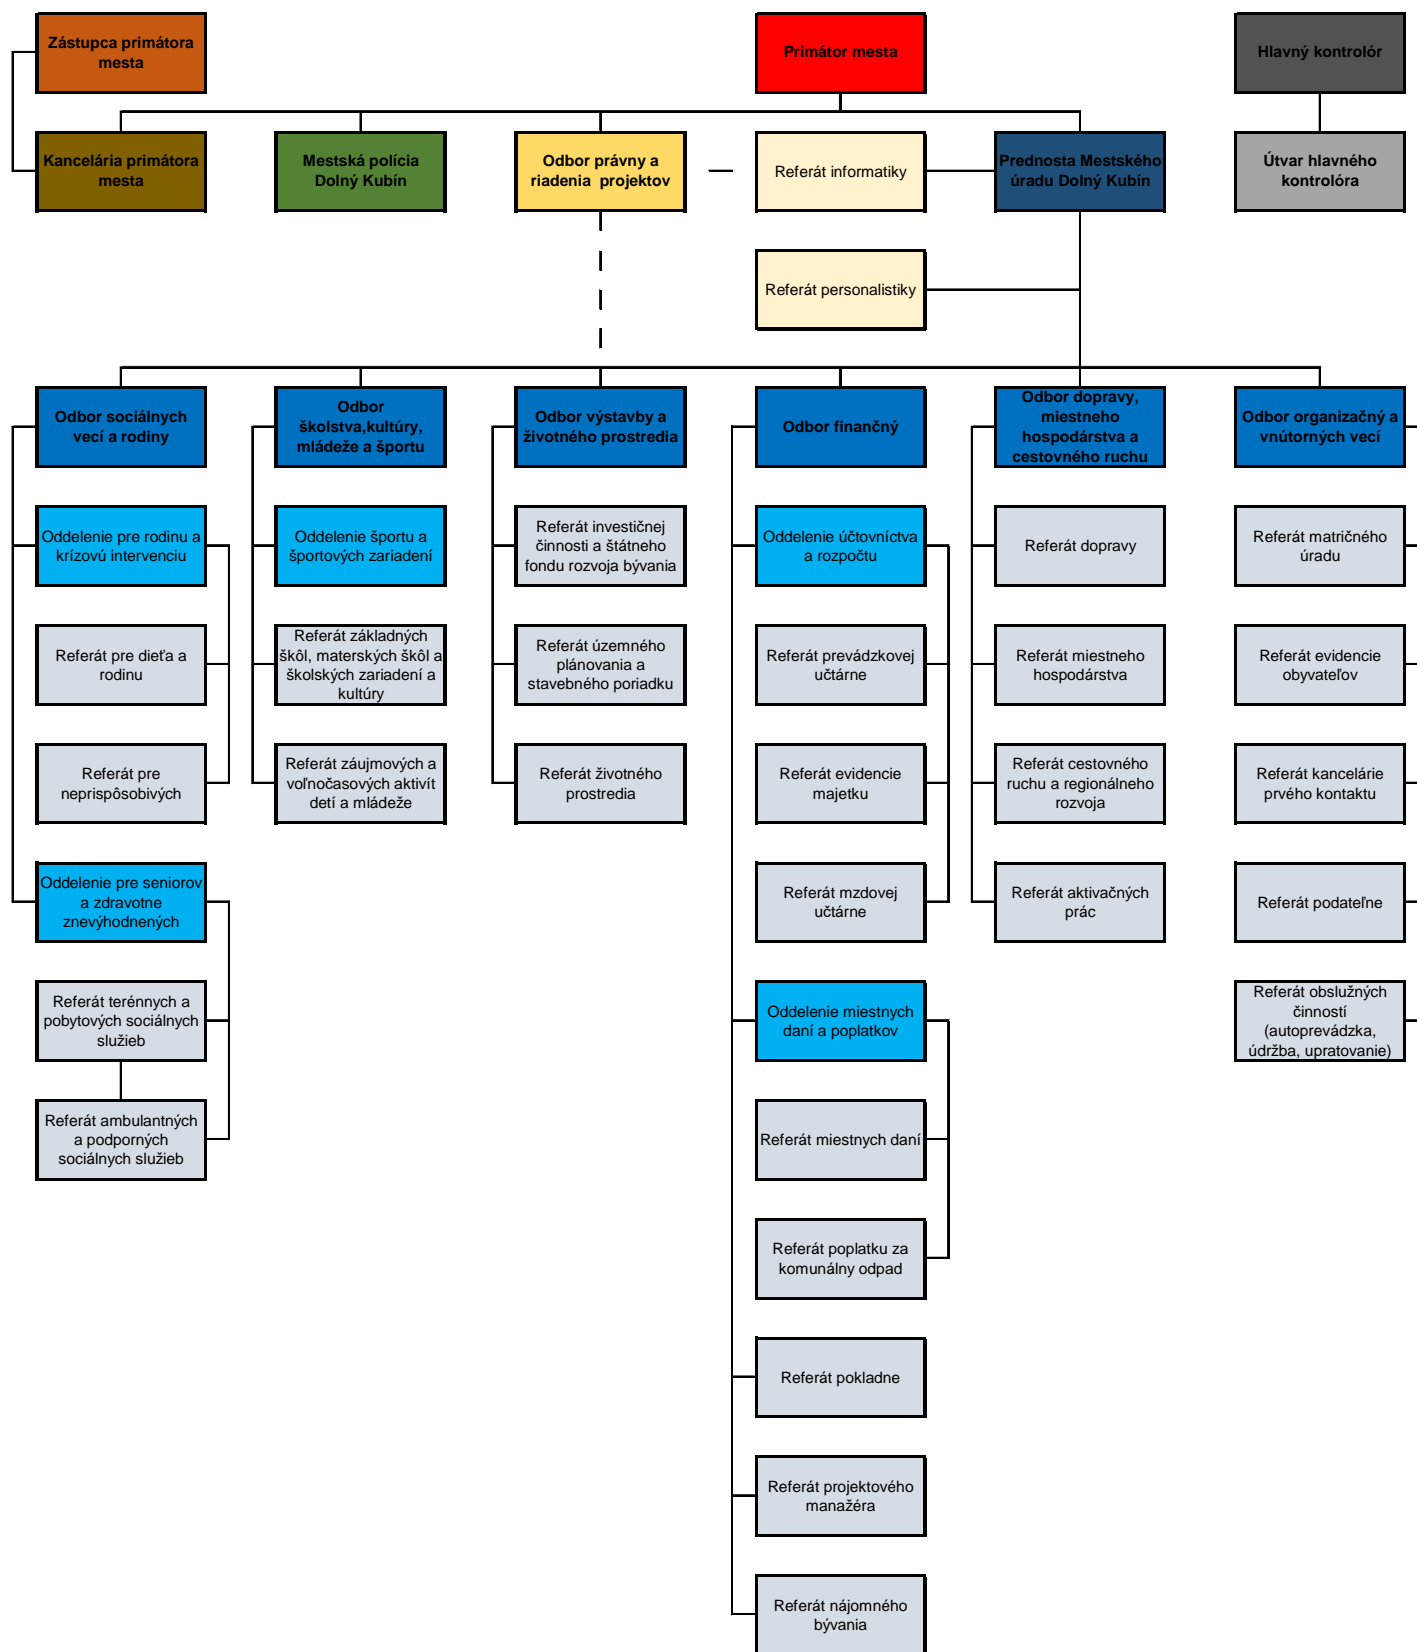 Zástupca primátora
mesta
Primátor mesta
Hlavný kontrolór
Kancelária primátora
mesta
Mestská polícia
Dolný Kubín
Odbor právny a
riadenia  projektov
Referát informatiky
Prednosta Mestského
úradu Dolný Kubín
Útvar hlavného
kontrolóra
Referát personalistiky
Odbor sociálnych
vecí a rodiny
Odbor
školstva,kultúry,
mládeže a športu
Odbor výstavby a
životného prostredia
Odbor finančný
Odbor dopravy,
miestneho
hospodárstva a
cestovného ruchu
Odbor organizačný a
vnútorných vecí
Oddelenie pre rodinu a
krízovú intervenciu
Oddelenie športu a
športových zariadení
Referát investičnej
činnosti a štátneho
fondu rozvoja bývania
Oddelenie účtovníctva
a rozpočtu
Referát dopravy
Referát matričného
úradu
Referát pre dieťa a
rodinu
Referát základných
škôl, materských škôl a
školských zariadení a
kultúry
Referát územného
plánovania a
stavebného poriadku
Referát prevádzkovej
učtárne
Referát miestneho
hospodárstva
Referát evidencie
obyvateľov
Referát pre
neprispôsobivých
Referát záujmových a
voľnočasových aktivít
detí a mládeže
Referát životného
prostredia
Referát evidencie
majetku
Referát cestovného
ruchu a regionálneho
rozvoja
Referát kancelárie
prvého kontaktu
Oddelenie pre seniorov
a zdravotne
znevýhodnených
Referát mzdovej
učtárne
Referát aktivačných
prác
Referát podateľne
Referát terénnych a
pobytových sociálnych
služieb
Oddelenie miestnych
daní a poplatkov
Referát obslužných
činností
(autoprevádzka,
údržba, upratovanie)
Referát ambulantných
a podporných
sociálnych služieb
Referát miestnych daní
Referát poplatku za
komunálny odpad
Referát pokladne
Referát projektového
manažéra
Referát nájomného
bývania